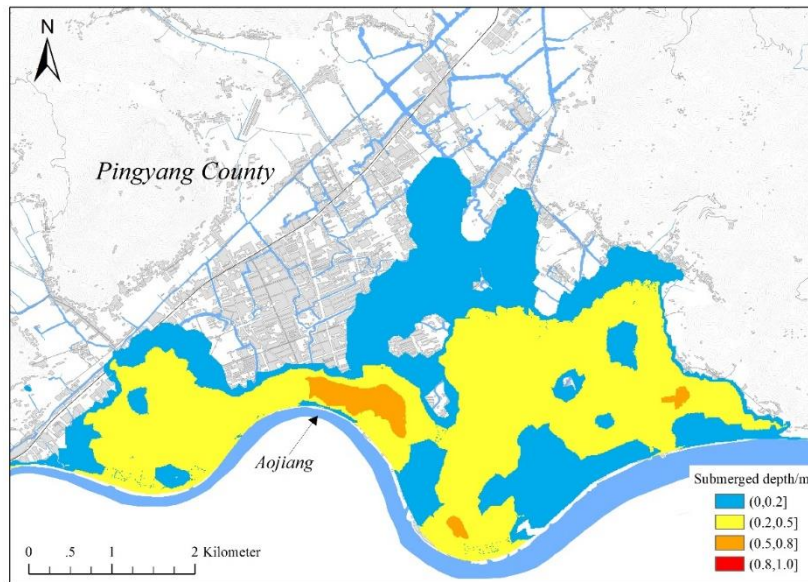 N
Pingyang County
Aojiang
Submerged depth/m
(0,0.2]
(0.2,0.5]
(0.5,0.8]
(0.8,1.0]
0 .5 1 2 Kilometer